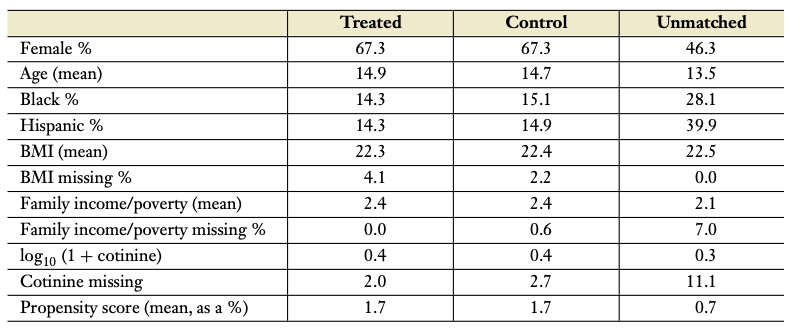 Treated Control Unmatched
Female % 67.3 67.3 46.3
Age (mean) 14.9 14.7 13.5
Black % 14.3 15.1 28.1
Hispanic % 14.3 14.9 39.9
BMI (mean) 22.3 22.4 22.5
BMI missing % 4.1 2.2 0.0
Family income/poverty (mean) 2.4 2.4 2.1
Family income/poverty missing % 0.0 0.6 7.0
log₁₀ (1 + cotinine) 0.4 0.4 0.3
Cotinine missing 2.0 2.7 11.1
Propensity score (mean, as a %) 1.7 1.7 0.7